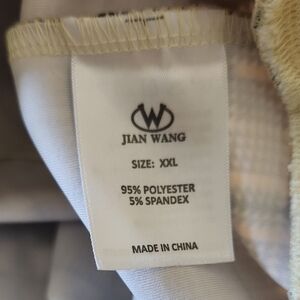 W
JIAN WANG
SIZE: XXL
95% POLYESTER
5% SPANDEX
MADE IN CHINA